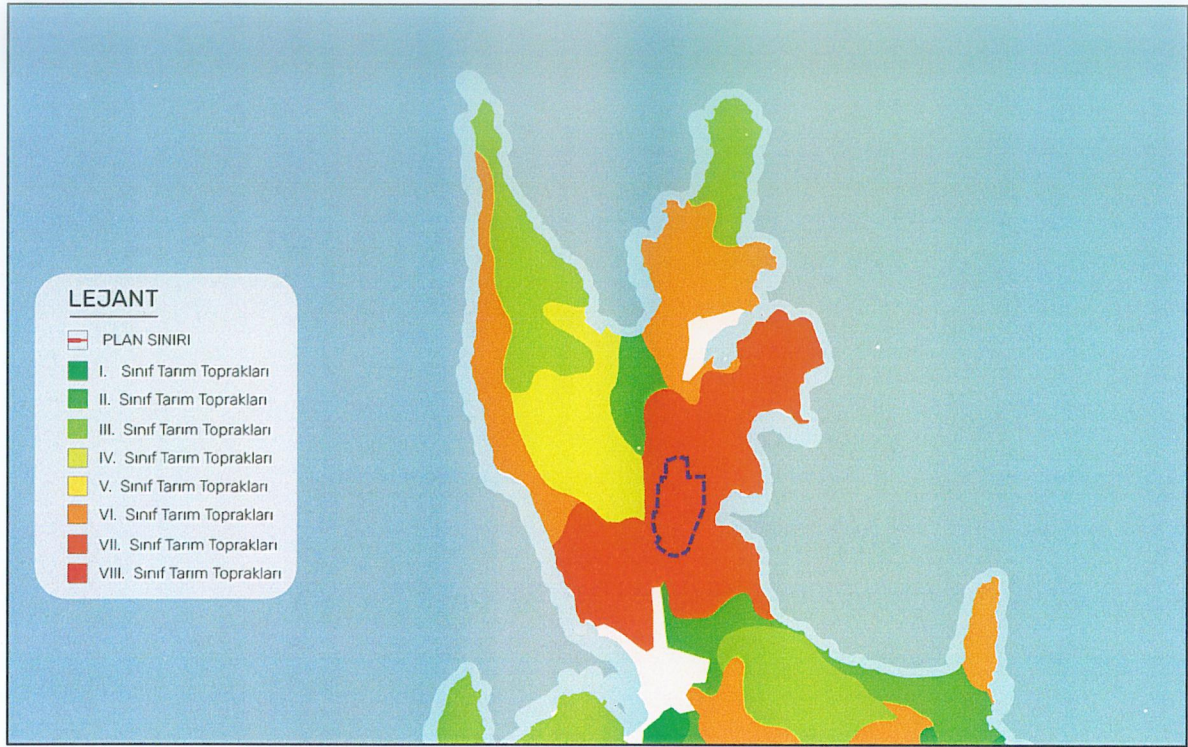 LEJANT
PLAN SINIRI
I. Sınıf Tarım Toprakları
II. Sınıf Tarım Toprakları
III. Sınıf Tarım Toprakları
IV. Sınıf Tarım Toprakları
V. Sınıf Tarım Toprakları
VI. Sınıf Tarım Toprakları
VII. Sınıf Tarım Toprakları
VIII. Sınıf Tarım Toprakları